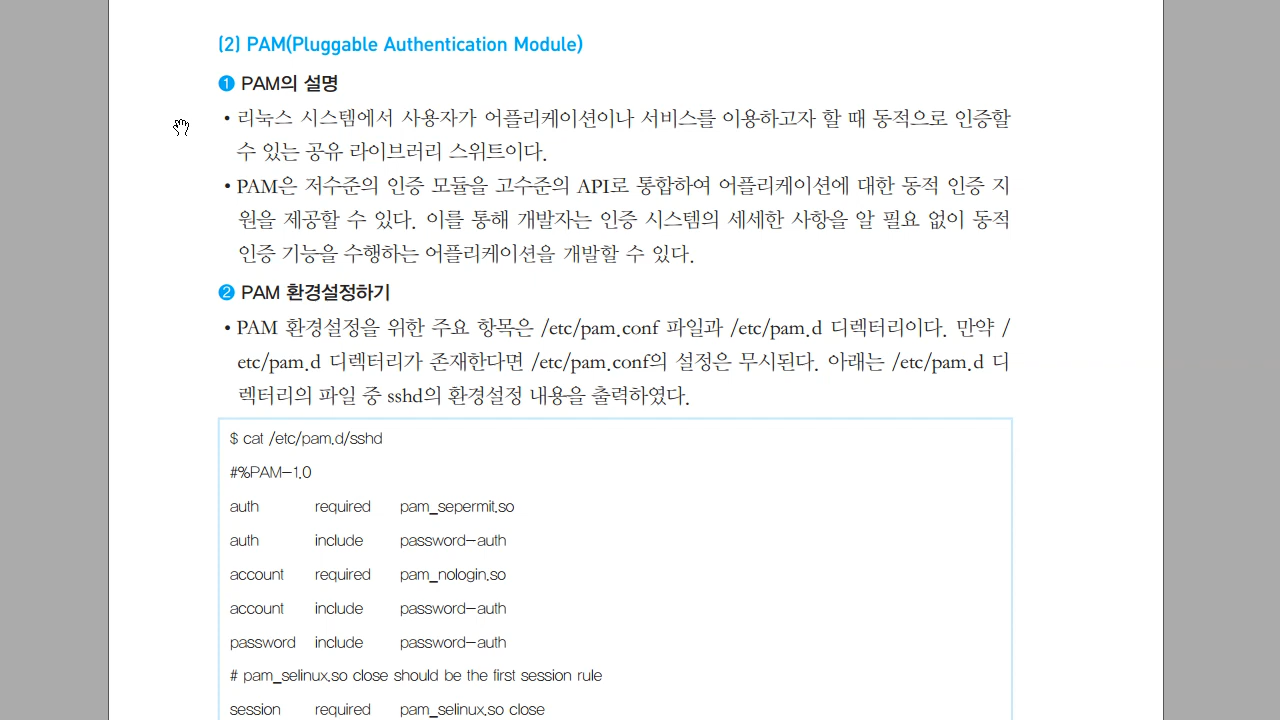 (2) PAM(Pluggable Authentication Module)
❶ PAM의 설명
• 리눅스 시스템에서 사용자가 어플리케이션이나 서비스를 이용하고자 할 때 동적으로 인증할
수 있는 공유 라이브러리 스위트이다.
• PAM은 저수준의 인증 모듈을 고수준의 API로 통합하여 어플리케이션에 대한 동적 인증 지
원을 제공할 수 있다. 이를 통해 개발자는 인증 시스템의 세세한 사항을 알 필요 없이 동적
인증 기능을 수행하는 어플리케이션을 개발할 수 있다.
❷ PAM 환경설정하기
• PAM 환경설정을 위한 주요 항목은 /etc/pam.conf 파일과 /etc/pam.d 디렉터리이다. 만약 /
etc/pam.d 디렉터리가 존재한다면 /etc/pam.conf의 설정은 무시된다. 아래는 /etc/pam.d 디
렉터리의 파일 중 sshd의 환경설정 내용을 출력하였다.
$ cat /etc/pam.d/sshd
#%PAM-1.0
auth required pam_sepermit.so
auth include password-auth
account required pam_nologin.so
account include password-auth
password include password-auth
# pam_selinux.so close should be the first session rule
session required pam_selinux.so close